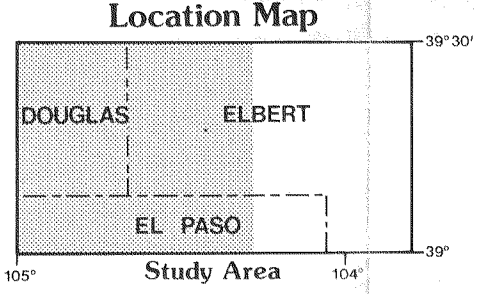 Location Map
39°30'
DOUGLAS ELBERT
EL PASO
39°
105° Study Area 104°